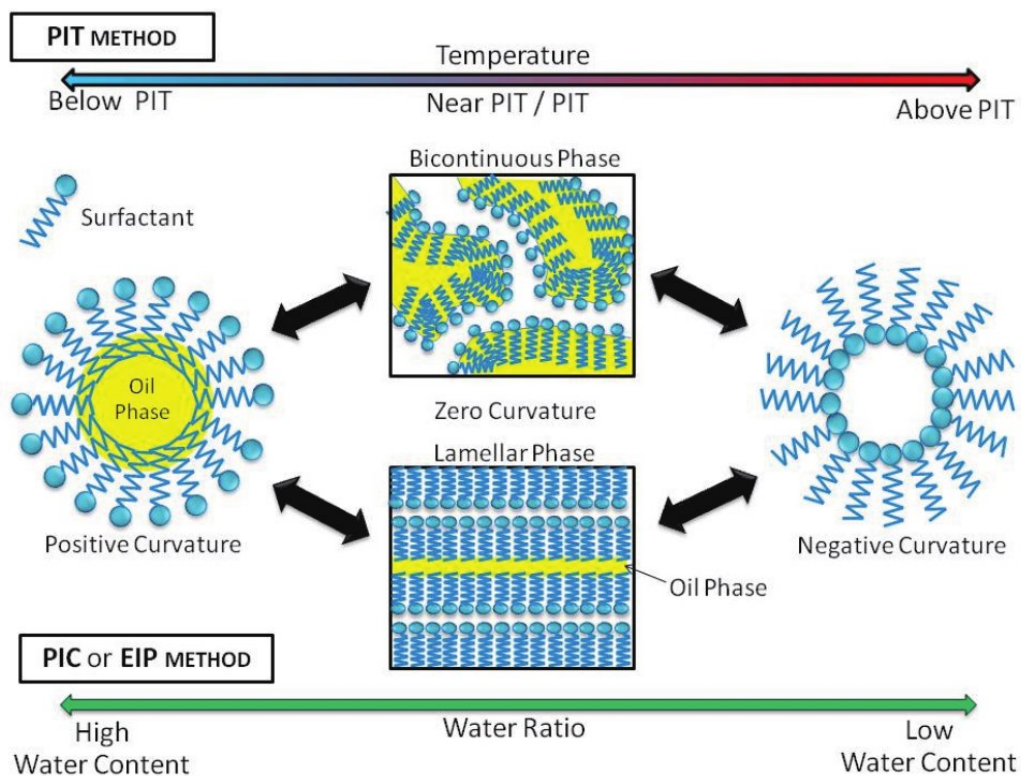 PIT METHOD
Temperature
Below PIT
Near PIT / PIT
Above PIT
Bicontinuous Phase
Surfactant
Oil
Phase
Zero Curvature
Lamellar Phase
Positive Curvature
Negative Curvature
Oil Phase
PIC or EIP METHOD
Water Ratio
High
Water Content
Low
Water Content